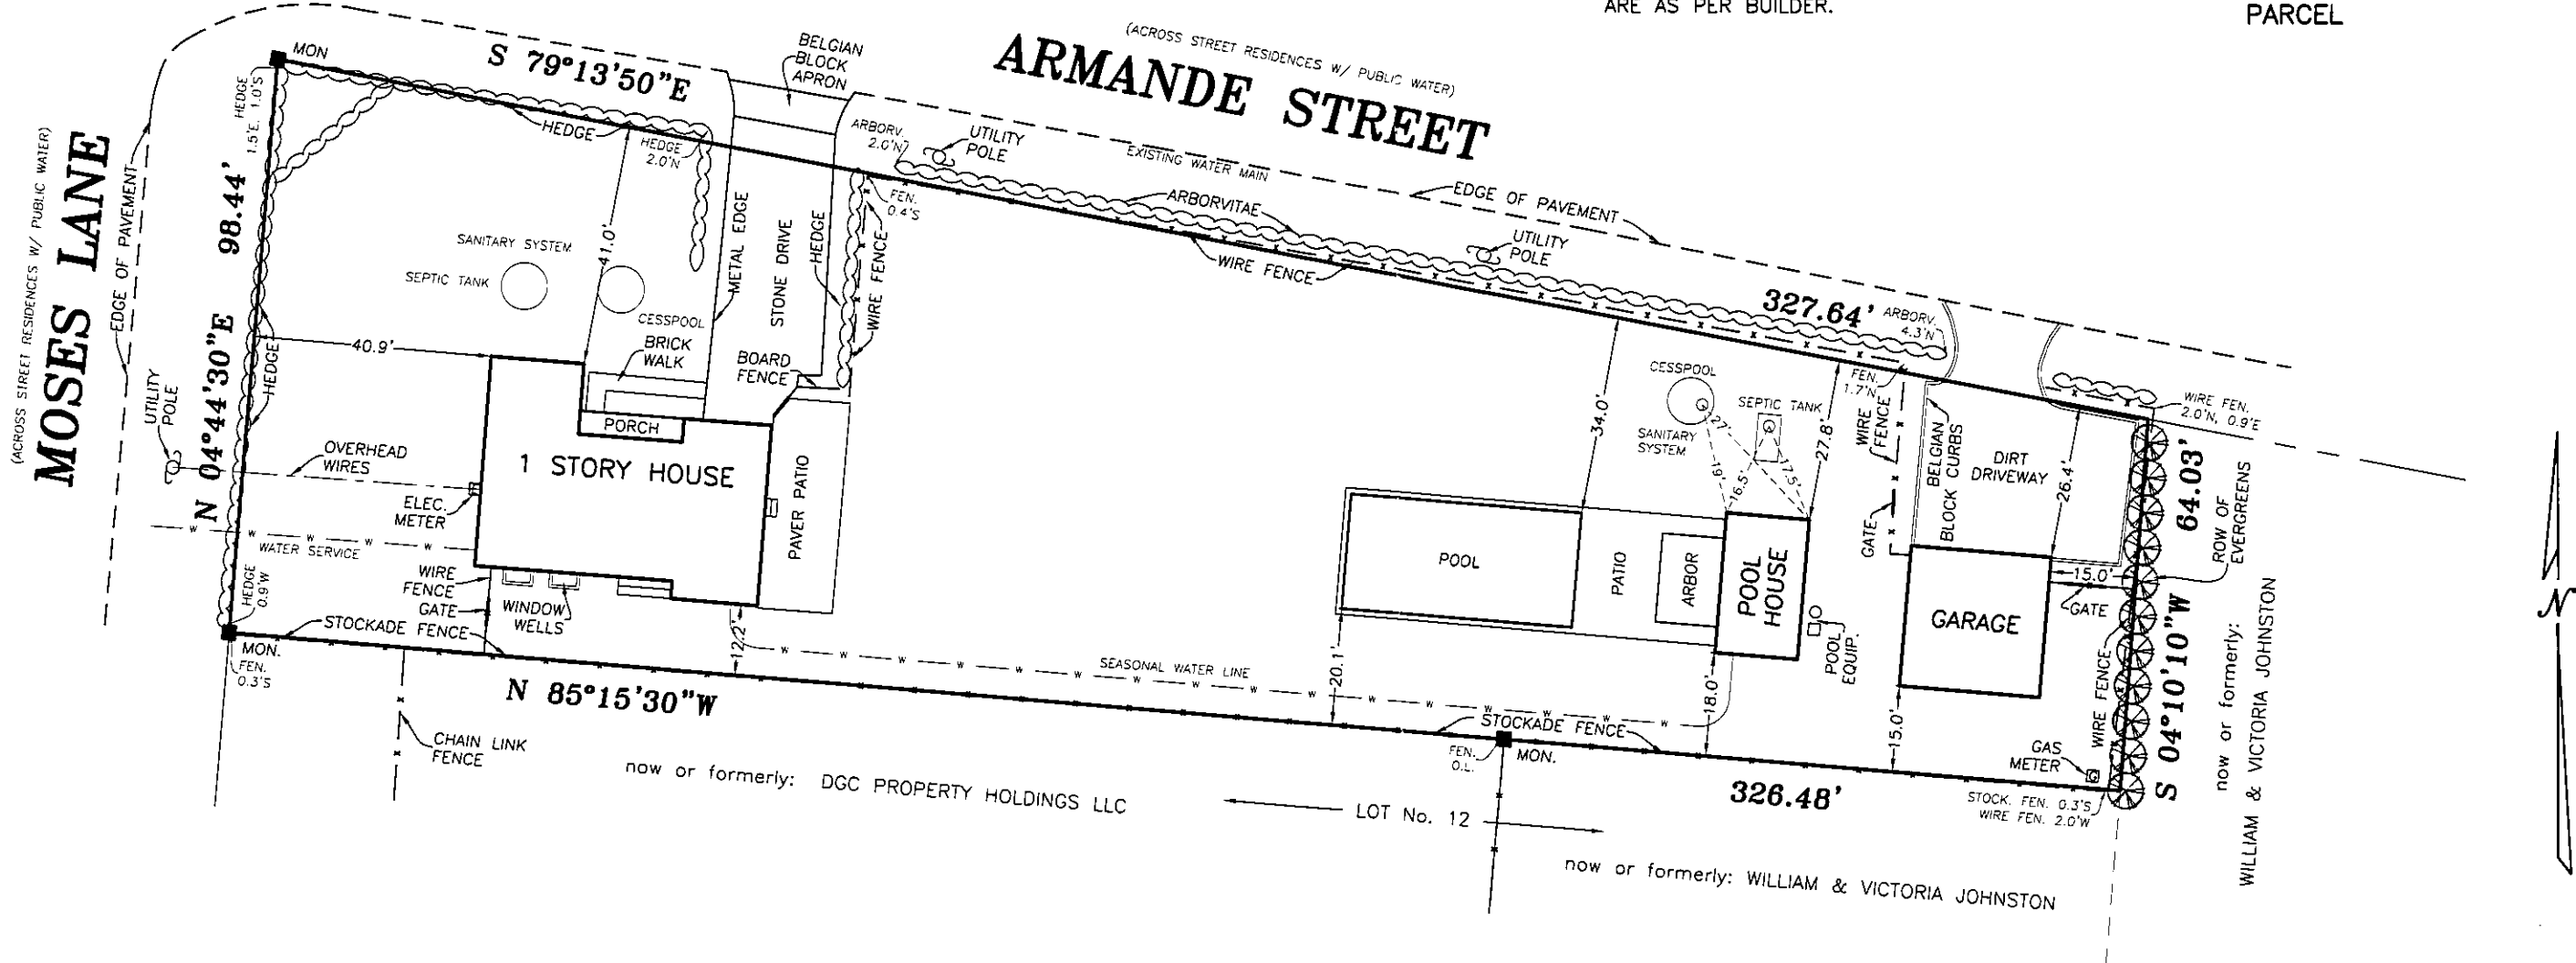 ARE AS PER BUILDER.
PARCEL
(ACROSS STREET RESIDENCES W/ PUBLIC WATER)
ARMANDE STREET
MON
S 79°13'50"E
BELGIAN
BLOCK
APRON
HEDGE
1.5'E. 1.0'S
HEDGE
HEDGE
2.0'N
ARBORV.
2.0'N
UTILITY
POLE
EXISTING WATER MAIN
EDGE OF PAVEMENT
ARBORVITAE
UTILITY
POLE
WIRE FENCE
327.64'
ARBORV.
4.3'N
(ACROSS STREET RESIDENCES W/ PUBLIC WATER)
MOSES LANE
EDGE OF PAVEMENT
N 04°44'30"E 98.44'
HEDGE
UTILITY
POLE
SANITARY SYSTEM
SEPTIC TANK
CESSPOOL
41.0'
40.9'
METAL EDGE
STONE DRIVE
HEDGE
WIRE FENCE
FEN.
0.4'S
BRICK
WALK
BOARD
FENCE
PORCH
1 STORY HOUSE
PAVER PATIO
OVERHEAD
WIRES
ELEC.
METER
W
W
W
W
W
WATER SERVICE
WIRE
FENCE
GATE
WINDOW
WELLS
HEDGE
0.9'W
STOCKADE FENCE
MON.
FEN.
0.3'S
12.2'
N 85°15'30"W
CHAIN LINK
FENCE
W
W
W
W
W
SEASONAL WATER LINE
20.1'
POOL
PATIO
ARBOR
POOL
HOUSE
34.0'
CESSPOOL
SANITARY
SYSTEM
SEPTIC TANK
27'
19'
16.5'
17.5'
27.8'
FEN.
1.7'N
WIRE
FENCE
GATE
BELGIAN
BLOCK CURBS
DIRT
DRIVEWAY
26.4'
WIRE FEN.
2.0'N, 0.9'E
64.03'
ROW OF
EVERGREENS
15.0'
GATE
GARAGE
POOL
EQUIP.
18.0'
15.0'
STOCKADE FENCE
FEN.
O.L.
MON.
WIRE FENCE
GAS
METER
G
S 04°10'10"W
now or formerly:
WILLIAM & VICTORIA JOHNSTON
STOCK. FEN. 0.3'S
WIRE FEN. 2.0'W
326.48'
now or formerly: DGC PROPERTY HOLDINGS LLC
LOT No. 12
now or formerly: WILLIAM & VICTORIA JOHNSTON
N